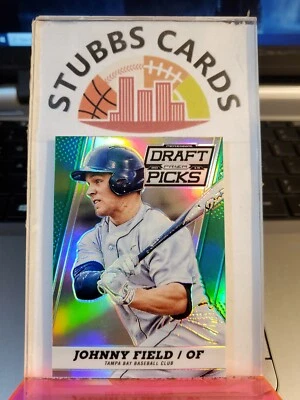 STUBBS CARDS
DRAFT
PICKS
JOHNNY FIELD / OF
TAMPA BAY BASEBALL CLUB